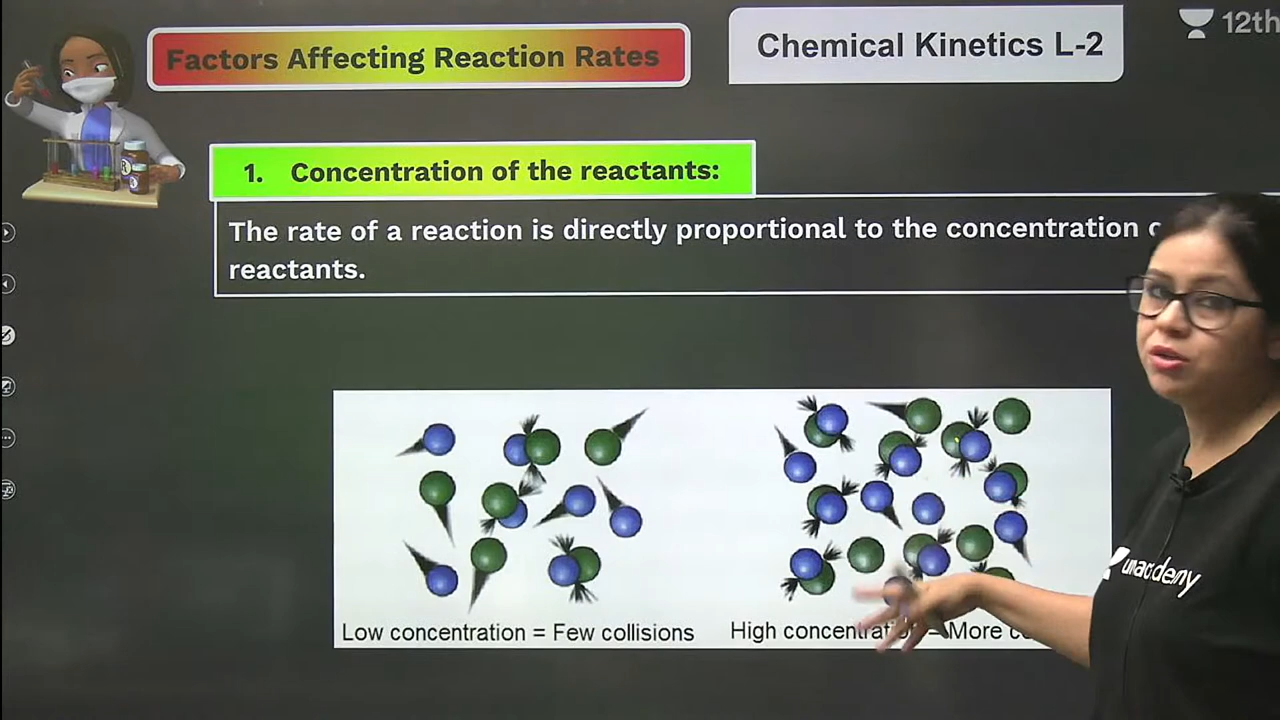 Factors Affecting Reaction Rates
Chemical Kinetics L-2
12th
1. Concentration of the reactants:
The rate of a reaction is directly proportional to the concentration
reactants.
unacademy
Low concentration = Few collisions
High concentration = More